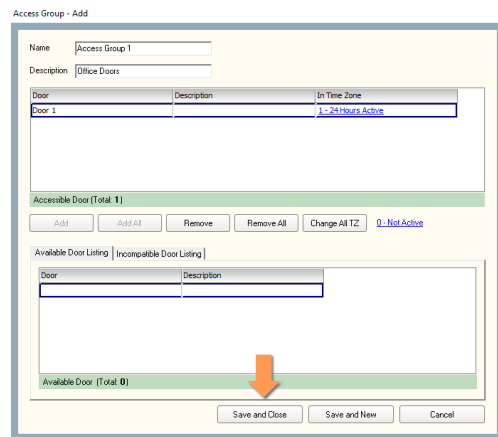 Access Group - Add
Name Access Group 1
Description Office Doors
Door Description In Time Zone
Door 1 1 - 24 Hours Active
Accessible Door (Total: 1)
Add Add All Remove Remove All Change All TZ 0 - Not Active
Available Door Listing Incompatible Door Listing
Door Description
Available Door (Total: 0)
Save and Close Save and New Cancel